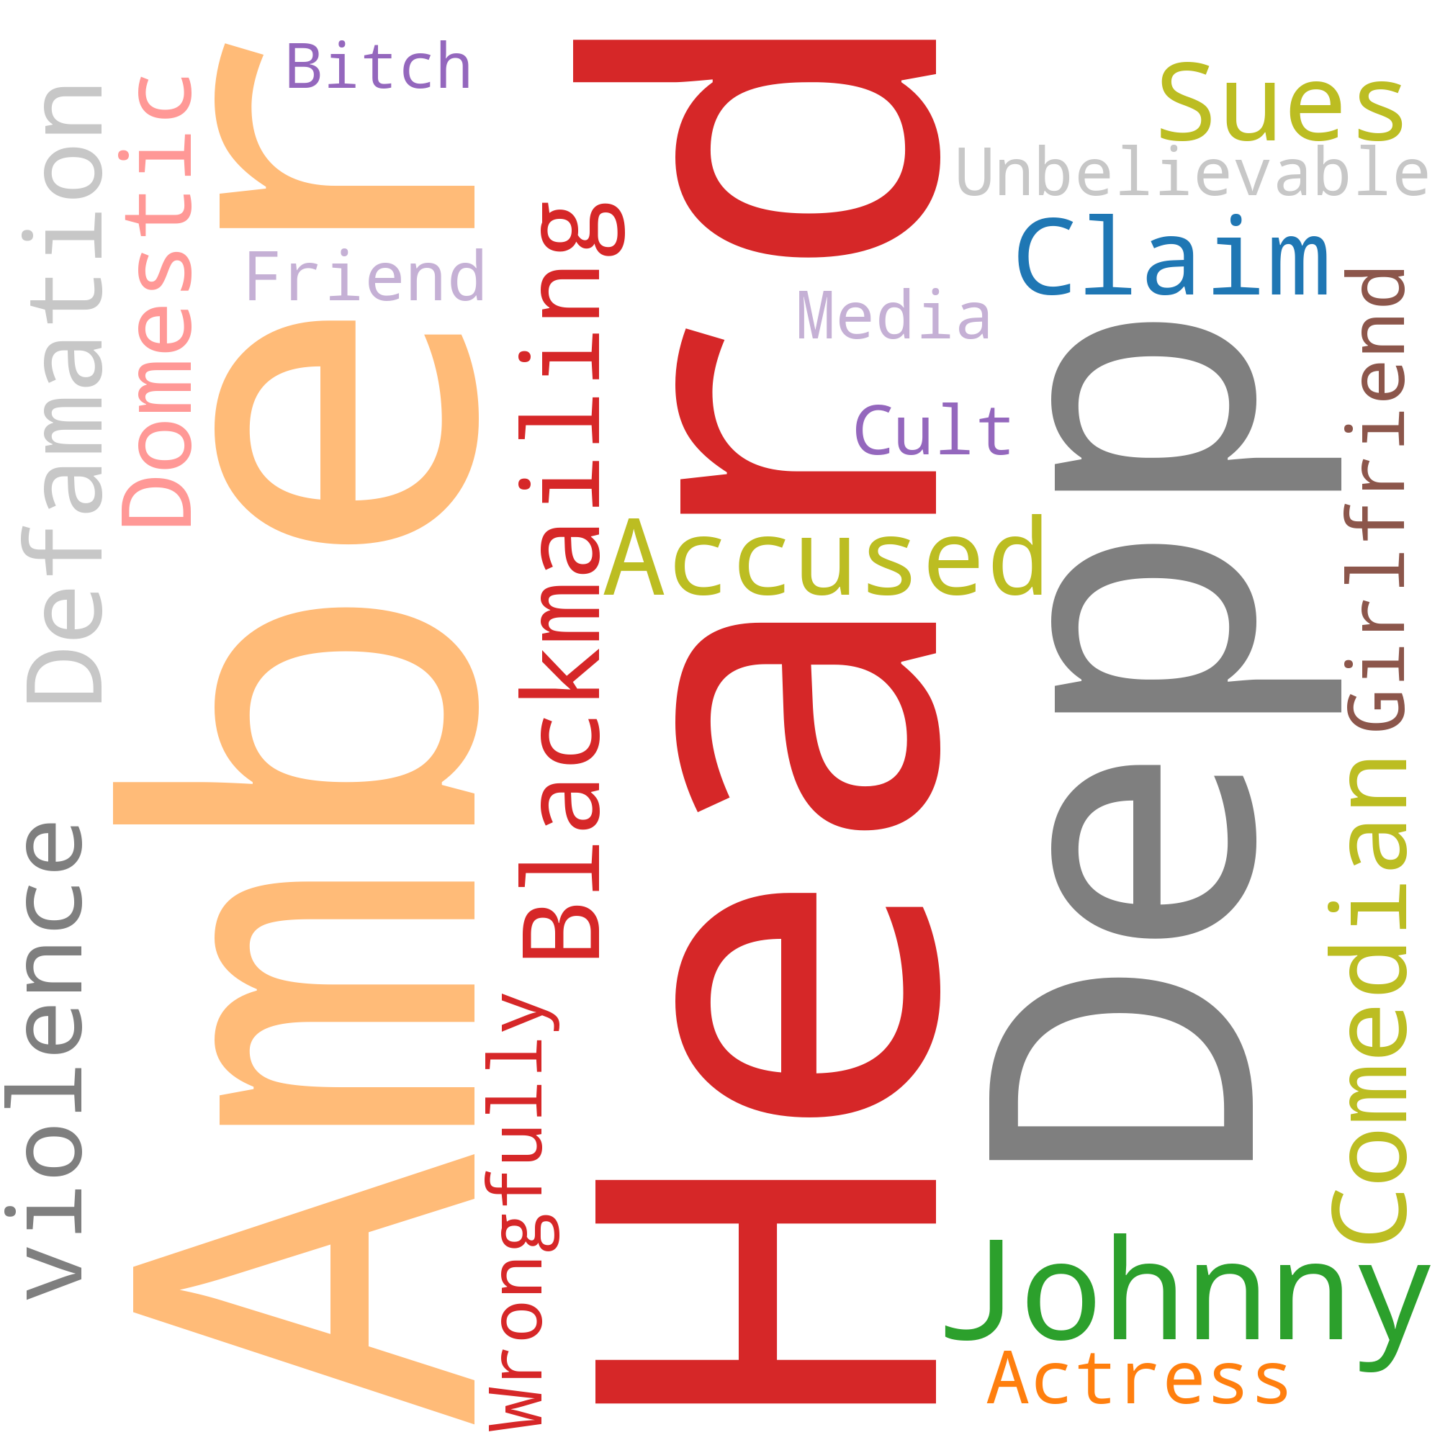 Bitch
Sues
Unbelievable
Domestic
Defamation
Amber
Friend
Heard
Claim
Media
Cult
Blackmailing
Accused
Depp
Girlfriend
Comedian
violence
Wrongfully
Johnny
Actress